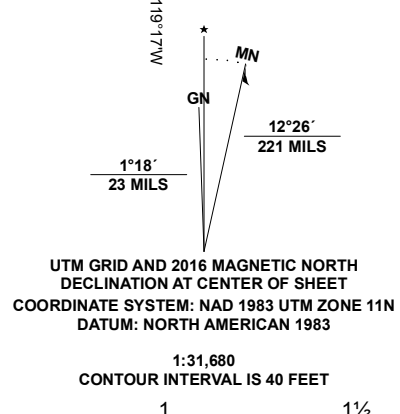 119°17'W
MN
GN
12°26´
221 MILS
1°18´
23 MILS
UTM GRID AND 2016 MAGNETIC NORTH
DECLINATION AT CENTER OF SHEET
COORDINATE SYSTEM: NAD 1983 UTM ZONE 11N
DATUM: NORTH AMERICAN 1983
1:31,680
CONTOUR INTERVAL IS 40 FEET
1 1½